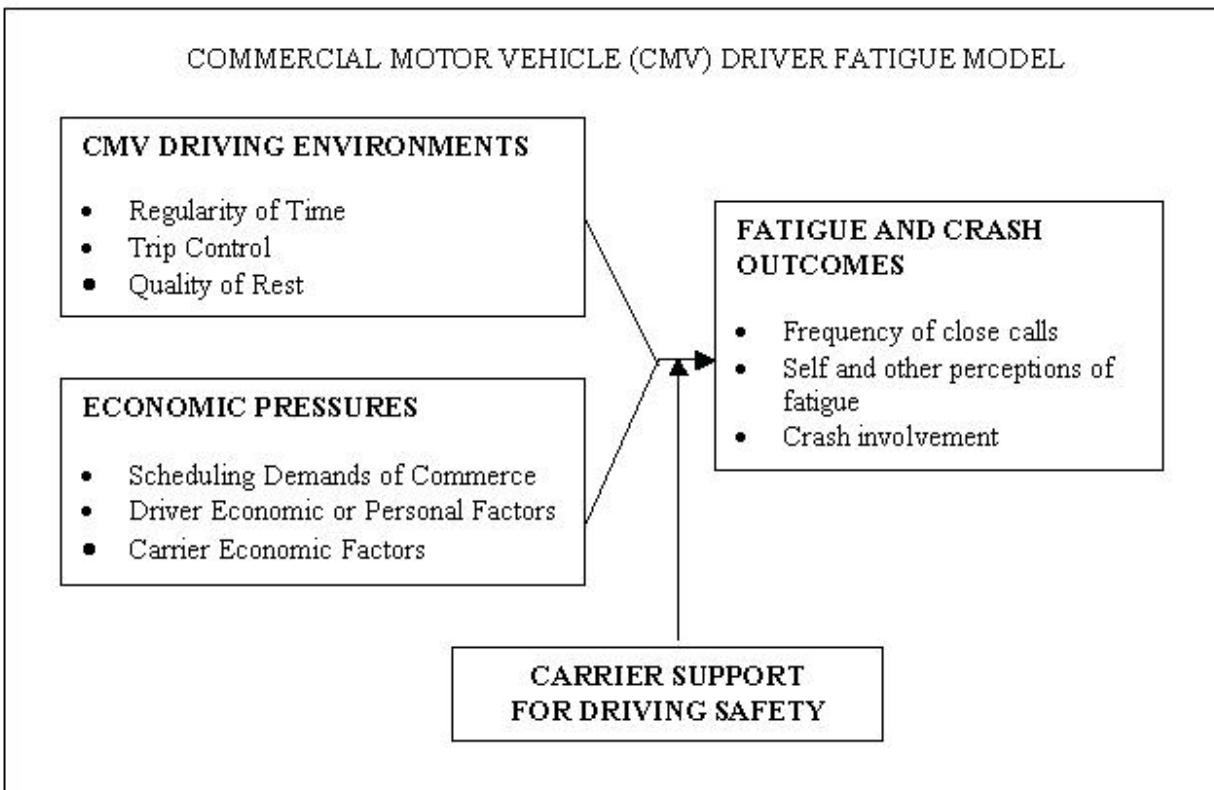 COMMERCIAL MOTOR VEHICLE (CMV) DRIVER FATIGUE MODEL
CMV DRIVING ENVIRONMENTS
• Regularity of Time
• Trip Control
• Quality of Rest
ECONOMIC PRESSURES
• Scheduling Demands of Commerce
• Driver Economic or Personal Factors
• Carrier Economic Factors
FATIGUE AND CRASH
OUTCOMES
• Frequency of close calls
• Self and other perceptions of
fatigue
• Crash involvement
CARRIER SUPPORT
FOR DRIVING SAFETY